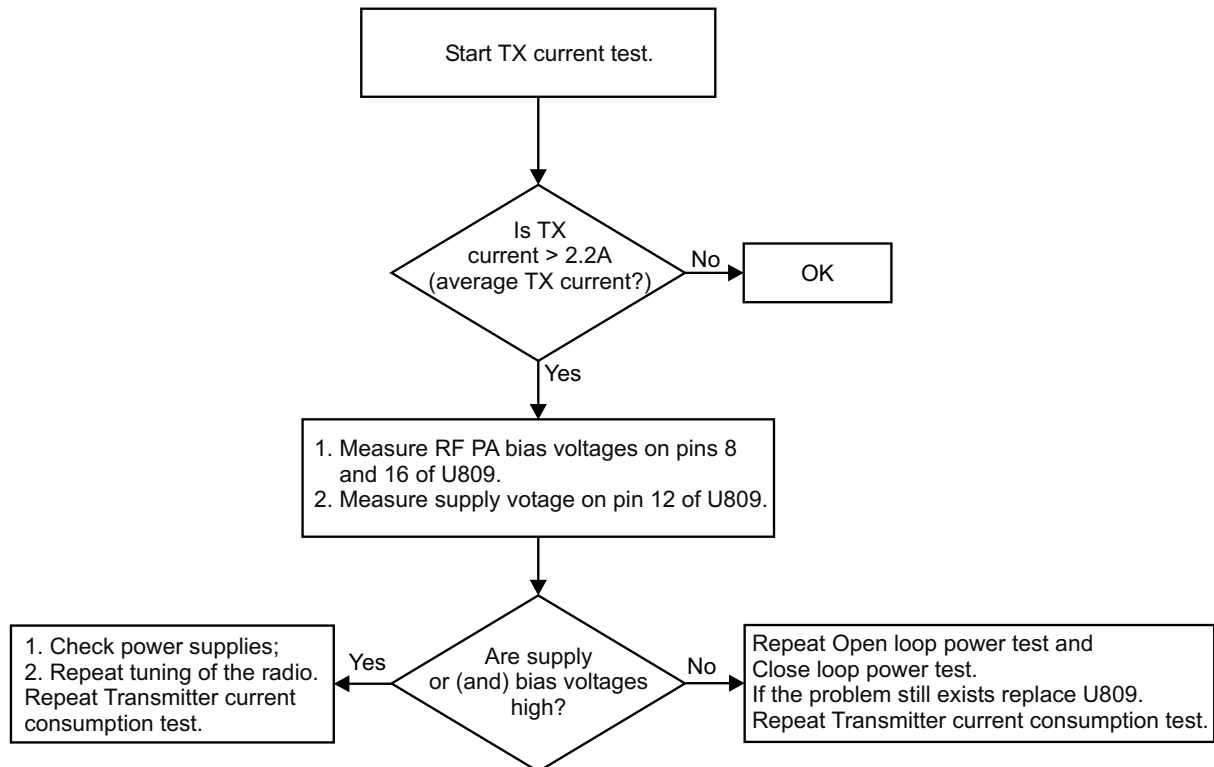 Start TX current test.
Is TX
current > 2.2A
(average TX current?)
No
OK
Yes
1. Measure RF PA bias voltages on pins 8
and 16 of U809.
2. Measure supply votage on pin 12 of U809.
Are supply
or (and) bias voltages
high?
Yes
1. Check power supplies;
2. Repeat tuning of the radio.
Repeat Transmitter current
consumption test.
No
Repeat Open loop power test and
Close loop power test.
If the problem still exists replace U809.
Repeat Transmitter current consumption test.